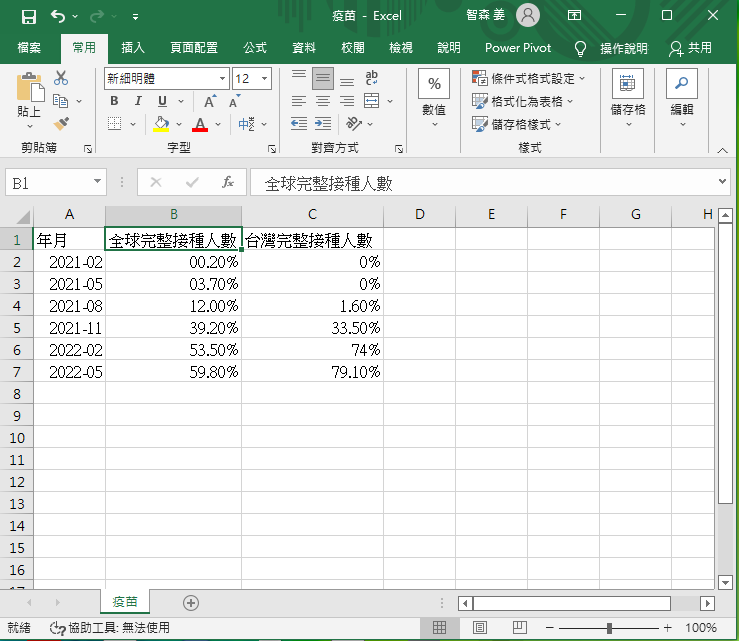 疫苗 - Excel
智森 姜
檔案 常用 插入 頁面配置 公式 資料 校閱 檢視 說明 Power Pivot 操作說明 共用
新細明體 12
貼上
B I U A A
ab
%
數值
條件式格式設定
格式化為表格
儲存格樣式
儲存格
編輯
A
中
剪貼簿 字型 對齊方式 樣式
B1 fx 全球完整接種人數
A B C D E F G H
1 年月 全球完整接種人數 台灣完整接種人數
2 2021-02 00.20% 0%
3 2021-05 03.70% 0%
4 2021-08 12.00% 1.60%
5 2021-11 39.20% 33.50%
6 2022-02 53.50% 74%
7 2022-05 59.80% 79.10%
8
9
10
11
12
13
14
15
16
17
疫苗
就緒 協助工具: 無法使用 100%